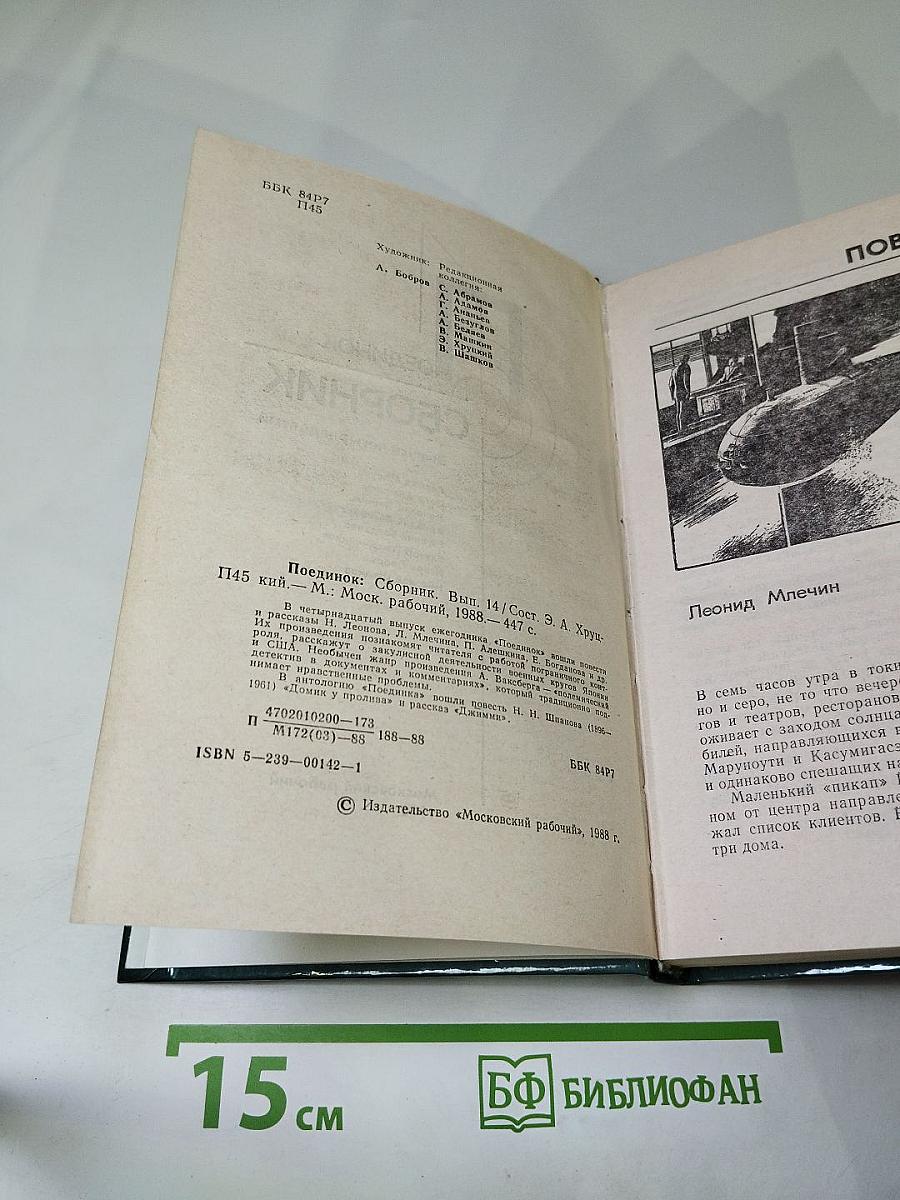 ББК 84Р7
П45
Художник:
Л. Бобров
Редакционная
коллегия:
С. Абрамов
А. Адамов
Г. Ананьев
А. Безуглов
А. Беляев
В. Машкин
Э. Хруцкий
В. Шашков
Поединок: Сборник. Вып. 14/Сост. Э. А. Хруц-
П45 кий.— М.: Моск. рабочий, 1988.— 447 с.
В четырнадцатый выпуск ежегодника «Поединок» вошли повести
и рассказы Н. Леонова, Л. Млечина, П. Алешкина, Е. Богданова и др.
Их произведения познакомят читателя с работой пограничного конт-
роля, расскажут о закулисной деятельности военных кругов Японии
и США. Необычен жанр произведения А. Ваксберга — «полемический
детектив в документах и комментариях», который традиционно под-
нимает нравственные проблемы.
В антологию «Поединка» вошли повесть Н. Н. Шпанова (1896—
1961) «Домик у пролива» и рассказ «Джимми».
П 4702010200—173
М172(03)—88 188—88
ББК 84Р7
ISBN 5—239—00142—1
© Издательство «Московский рабочий», 1988 г.
ПОВ
Леонид Млечин
В семь часов утра в токи
но и серо, не то что вечеро
гов и театров, ресторанов
оживает с заходом солнца
билей, направляющихся в
Маруноути и Касумигасэ
и одинаково спешащих на
Маленький «пикап»
ном от центра направле
жал список клиентов. Е
три дома.
15 см
БФ БИБЛИОФАН